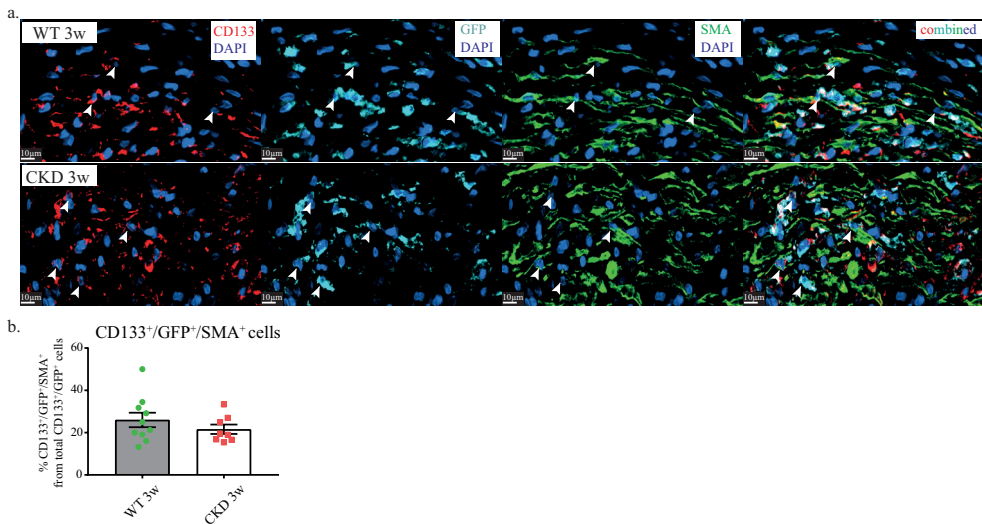 a.
WT 3w
CD133
DAPI
GFP
DAPI
SMA
DAPI
combined
10µm
10µm
10µm
10µm
CKD 3w
10µm
10µm
10µm
10µm
b.
CD133⁺/GFP⁺/SMA⁺ cells
% CD133⁺/GFP⁺/SMA⁺
from total CD133⁺/GFP⁺ cells
60
40
20
0
WT 3w
CKD 3w